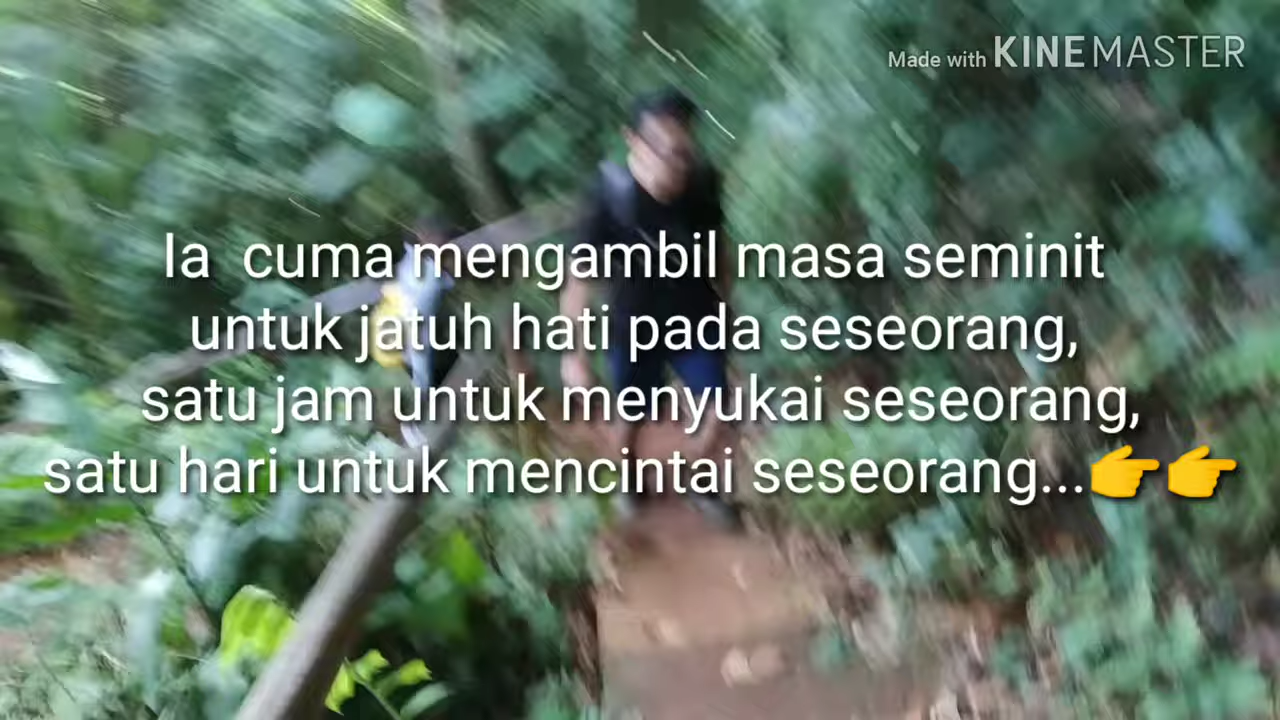 Made with KINEMASTER
Ia cuma mengambil masa seminit
untuk jatuh hati pada seseorang,
satu jam untuk menyukai seseorang,
satu hari untuk mencintai seseorang...👉👉